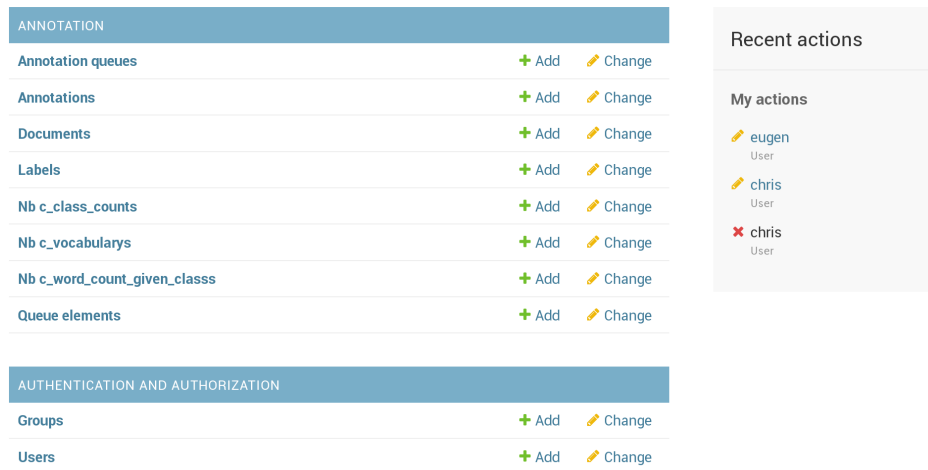 ANNOTATION
Annotation queues Add Change
Annotations Add Change
Documents Add Change
Labels Add Change
Nb c_class_counts Add Change
Nb c_vocabularys Add Change
Nb c_word_count_given_classs Add Change
Queue elements Add Change
AUTHENTICATION AND AUTHORIZATION
Groups Add Change
Users Add Change
Recent actions
My actions
eugen
User
chris
User
chris
User